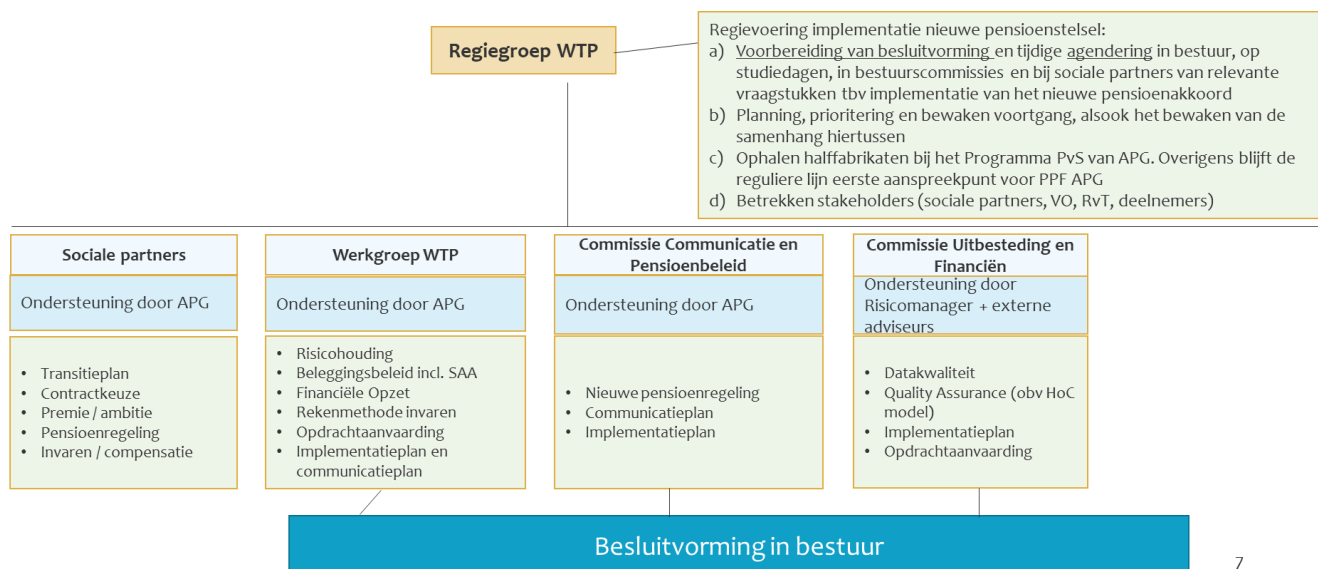 Regiegroep WTP
Regievoering implementatie nieuwe pensioenstelsel:
a) Voorbereiding van besluitvorming en tijdige agendering in bestuur, op
studiedagen, in bestuurscommissies en bij sociale partners van relevante
vraagstukken tbv implementatie van het nieuwe pensioenakkoord
b) Planning, prioritering en bewaken voortgang, alsook het bewaken van de
samenhang hiertussen
c) Ophalen halffabrikaten bij het Programma PvS van APG. Overigens blijft de
reguliere lijn eerste aanspreekpunt voor PPF APG
d) Betrekken stakeholders (sociale partners, VO, RvT, deelnemers)
Sociale partners
Ondersteuning door APG
• Transitieplan
• Contractkeuze
• Premie / ambitie
• Pensioenregeling
• Invaren / compensatie
Werkgroep WTP
Ondersteuning door APG
• Risicohouding
• Beleggingsbeleid incl. SAA
• Financiële Opzet
• Rekenmethode invaren
• Opdrachtaanvaarding
• Implementatieplan en
communicatieplan
Commissie Communicatie en
Pensioenbeleid
Ondersteuning door APG
• Nieuwe pensioenregeling
• Communicatieplan
• Implementatieplan
Commissie Uitbesteding en
Financiën
Ondersteuning door
Risicomanager + externe
adviseurs
• Datakwaliteit
• Quality Assurance (obv HoC
model)
• Implementatieplan
• Opdrachtaanvaarding
Besluitvorming in bestuur
7